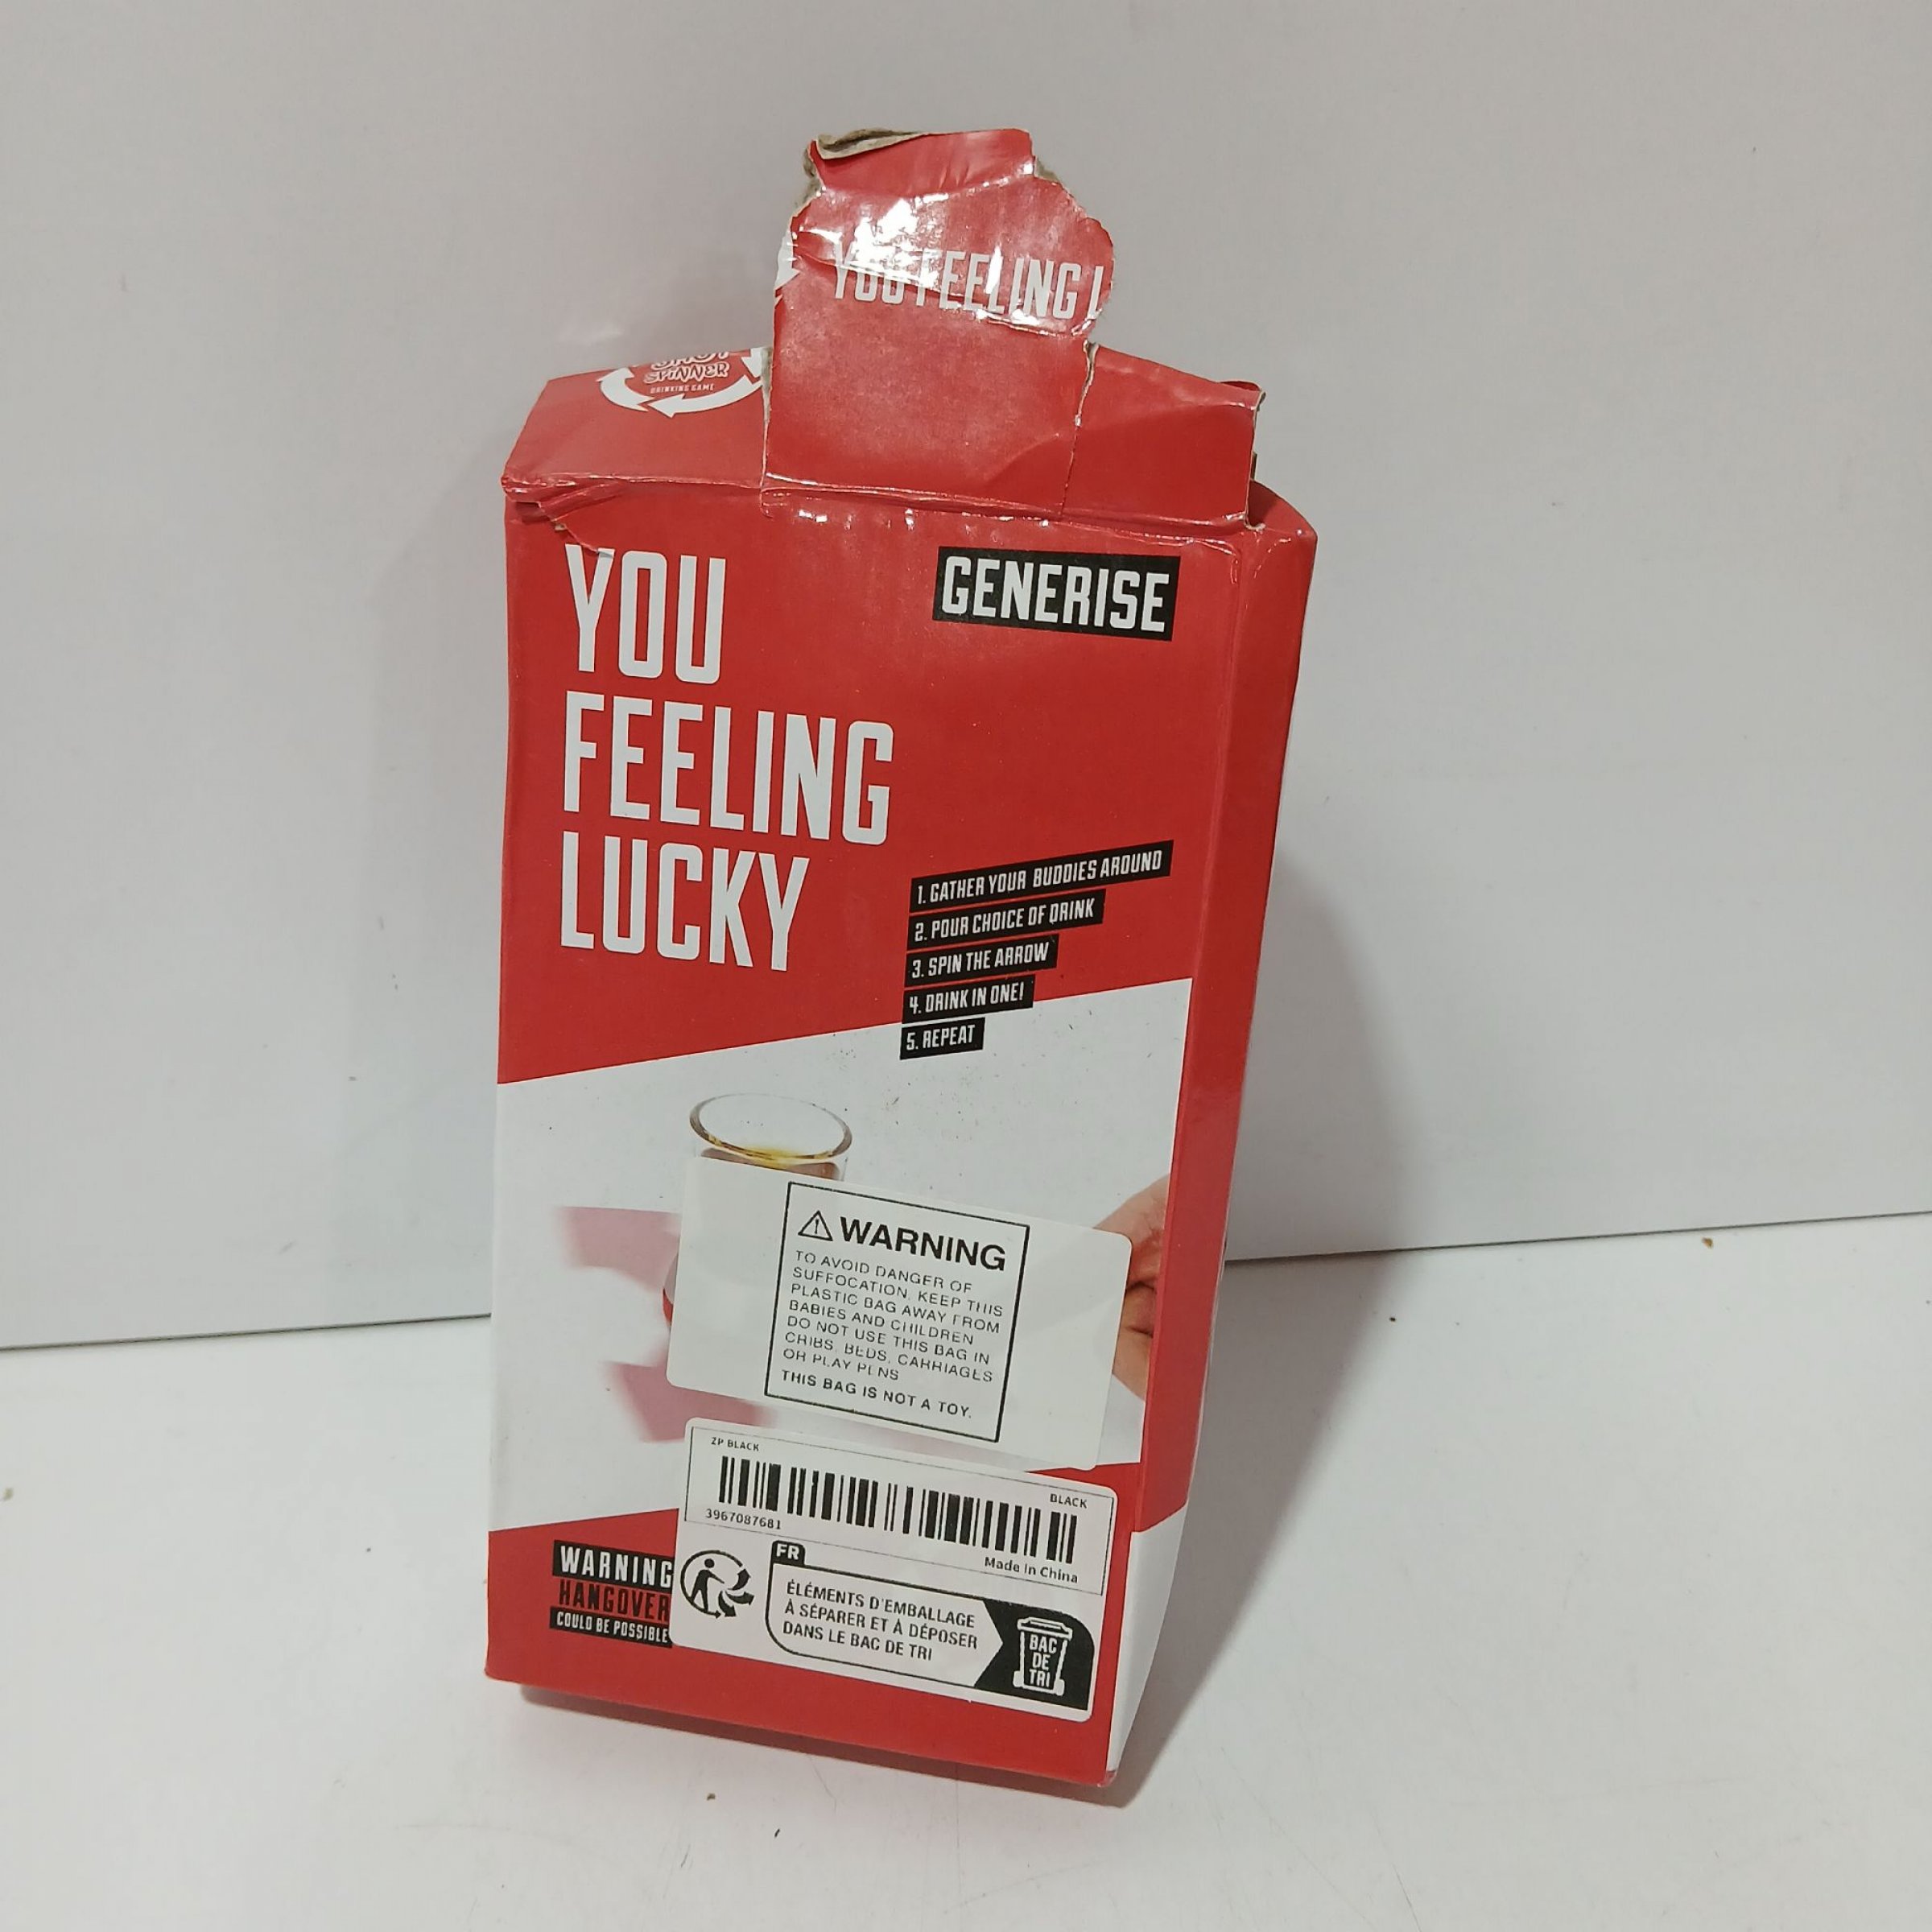 YOU FEELING
SPINNER
DRINKING GAME
YOU
FEELING
LUCKY
GENERISE
1. GATHER YOUR BUDDIES AROUND
2. POUR CHOICE OF DRINK
3. SPIN THE ARROW
4. DRINK IN ONE!
5. REPEAT
WARNING
TO AVOID DANGER OF
SUFFOCATION, KEEP THIS
PLASTIC BAG AWAY FROM
BABIES AND CHILDREN
DO NOT USE THIS BAG IN
CRIBS, BEDS, CARRIAGES
OR PLAY PENS
THIS BAG IS NOT A TOY.
ZP BLACK
BLACK
3967087681
Made In China
WARNING
HANGOVER
COULD BE POSSIBLE
FR
ÉLÉMENTS D'EMBALLAGE
À SÉPARER ET À DÉPOSER
DANS LE BAC DE TRI
BAC
DE
TRI